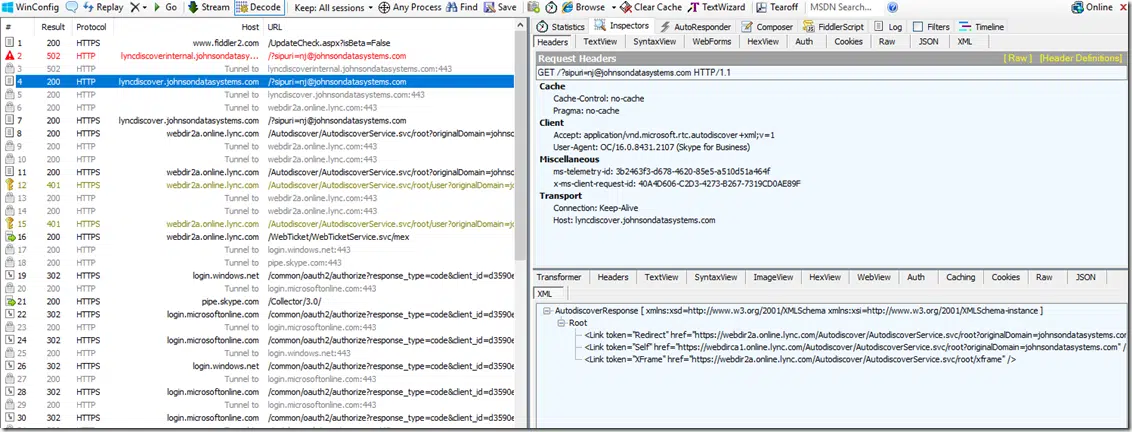 WinConfig Replay Go Stream Decode Keep: All sessions Any Process Find Save Browse Clear Cache TextWizard Tearoff MSDN Search... Online
# Result Protocol Host URL
1 200 HTTPS www.fiddler2.com /UpdateCheck.aspx?isBeta=False
2 502 HTTPS lyncdiscoverinternal.johnsondatasy... /?sipuri=nj@johnsondatasystems.com
3 502 HTTP Tunnel to lyncdiscoverinternal.johnsondatasystems.com:443
4 200 HTTPS lyncdiscover.johnsondatasystems.com /?sipuri=nj@johnsondatasystems.com
5 200 HTTP Tunnel to lyncdiscover.johnsondatasystems.com:443
6 200 HTTP Tunnel to webdir2a.online.lync.com:443
7 200 HTTPS lyncdiscover.johnsondatasystems.com /?sipuri=nj@johnsondatasystems.com
8 200 HTTPS webdir2a.online.lync.com /Autodiscover/AutodiscoverService.svc/root?originalDomain=johnso
9 200 HTTP Tunnel to webdir2a.online.lync.com:443
10 200 HTTP Tunnel to webdir2a.online.lync.com:443
11 200 HTTPS webdir2a.online.lync.com /Autodiscover/AutodiscoverService.svc/root?originalDomain=johnso
12 401 HTTPS webdir2a.online.lync.com /Autodiscover/AutodiscoverService.svc/root/user?originalDomain=jo
13 200 HTTP Tunnel to webdir2a.online.lync.com:443
14 200 HTTP Tunnel to webdir2a.online.lync.com:443
15 401 HTTPS webdir2a.online.lync.com /Autodiscover/AutodiscoverService.svc/root/user?originalDomain=jo
16 200 HTTPS webdir2a.online.lync.com /WebTicket/WebTicketService.svc/mex
17 200 HTTP Tunnel to login.windows.net:443
18 200 HTTP Tunnel to pipe.skype.com:443
19 302 HTTPS login.windows.net /common/oauth2/authorize?response_type=code&client_id=d3590e
20 200 HTTP Tunnel to login.microsoftonline.com:443
21 200 HTTPS pipe.skype.com /Collector/3.0/
22 302 HTTPS login.microsoftonline.com /common/oauth2/authorize?response_type=code&client_id=d3590e
23 200 HTTP Tunnel to login.microsoftonline.com:443
24 302 HTTPS login.microsoftonline.com /common/oauth2/authorize?response_type=code&client_id=d3590e
25 200 HTTP Tunnel to login.windows.net:443
26 302 HTTPS login.windows.net /common/oauth2/authorize?response_type=code&client_id=d3590e
27 200 HTTP Tunnel to login.microsoftonline.com:443
28 302 HTTPS login.microsoftonline.com /common/oauth2/authorize?response_type=code&client_id=d3590e
29 200 HTTP Tunnel to login.microsoftonline.com:443
30 302 HTTPS login.microsoftonline.com /common/oauth2/authorize?response_type=code&client_id=d3590e
Statistics Inspectors AutoResponder Composer FiddlerScript Log Filters Timeline
Headers TextView SyntaxView WebForms HexView Auth Cookies Raw JSON XML
Request Headers [ Raw ] [Header Definitions]
GET /?sipuri=nj@johnsondatasystems.com HTTP/1.1
Cache
Cache-Control: no-cache
Pragma: no-cache
Client
Accept: application/vnd.microsoft.rtc.autodiscover+xml;v=1
User-Agent: OC/16.0.8431.2107 (Skype for Business)
Miscellaneous
ms-telemetry-id: 3b2463f3-d678-4620-85e5-a510d51a464f
x-ms-client-request-id: 40A4D606-C2D3-4273-B267-7319CD0AE89F
Transport
Connection: Keep-Alive
Host: lyncdiscover.johnsondatasystems.com
Transformer Headers TextView SyntaxView ImageView HexView WebView Auth Caching Cookies Raw JSON
XML
AutodiscoverResponse [ xmlns:xsd=http://www.w3.org/2001/XMLSchema xmlns:xsi=http://www.w3.org/2001/XMLSchema-instance ]
Root
<Link token="Redirect" href="https://webdir2a.online.lync.com/Autodiscover/AutodiscoverService.svc/root?originalDomain=johnsondatasystems.com
<Link token="Self" href="https://webdirca1.online.lync.com/Autodiscover/AutodiscoverService.svc/root?originalDomain=johnsondatasystems.com" /
<Link token="XFrame" href="https://webdir2a.online.lync.com/Autodiscover/AutodiscoverService.svc/root/xframe" />